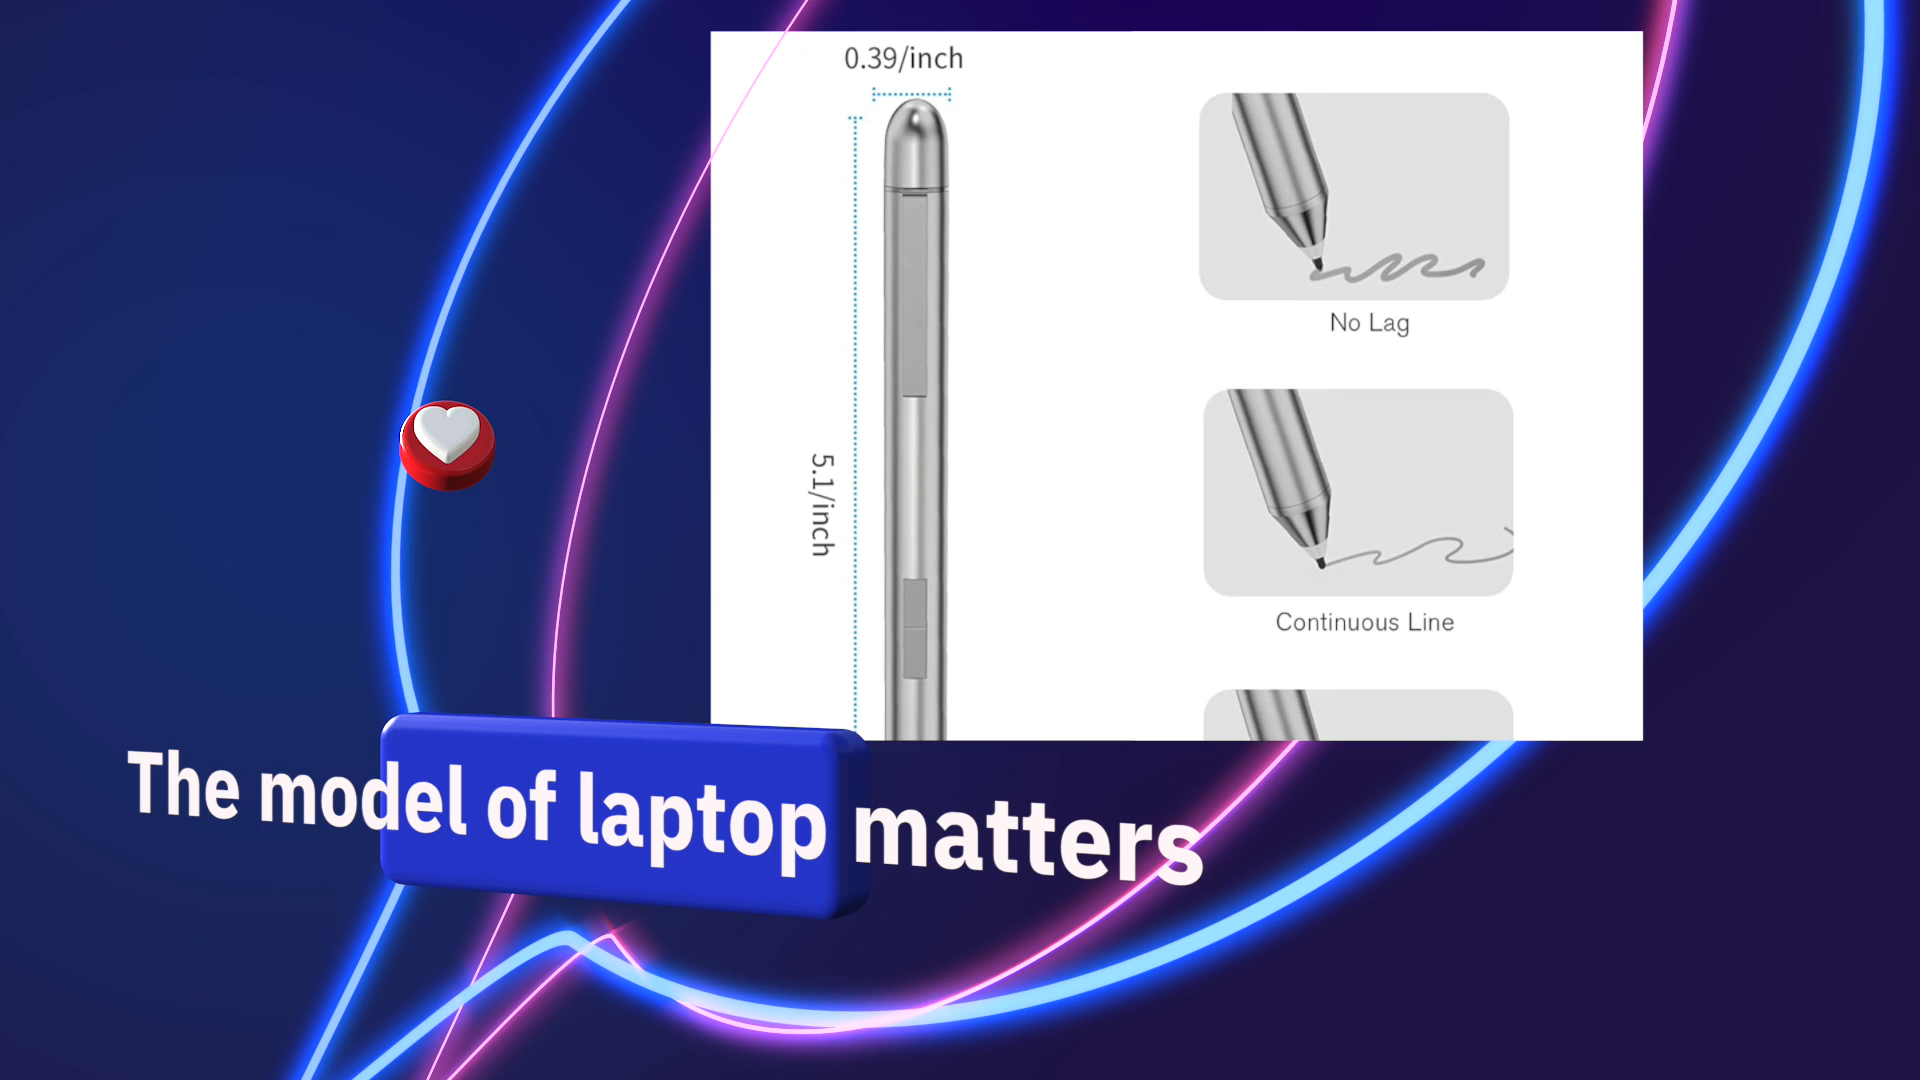 0.39/inch
5.1/inch
No Lag
Continuous Line
The model of laptop matters